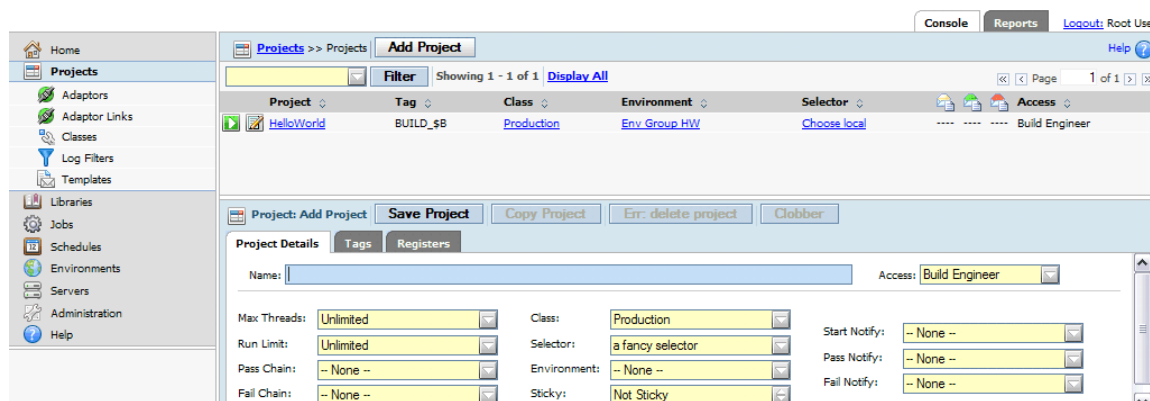 Console Reports Logout: Root Use
Home
Projects
Adaptors
Adaptor Links
Classes
Log Filters
Templates
Libraries
Jobs
Schedules
Environments
Servers
Administration
Help
Projects >> Projects Add Project Help
Filter Showing 1 - 1 of 1 Display All Page 1 of 1
Project Tag Class Environment Selector Access
HelloWorld BUILD_$B Production Env Group HW Choose local ---- ---- ---- Build Engineer
Project: Add Project Save Project Copy Project Err: delete project Clobber
Project Details Tags Registers
Name: Access: Build Engineer
Max Threads: Unlimited Class: Production Start Notify: -- None --
Run Limit: Unlimited Selector: a fancy selector Pass Notify: -- None --
Pass Chain: -- None -- Environment: -- None -- Fail Notify: -- None --
Fail Chain: -- None -- Sticky: Not Sticky